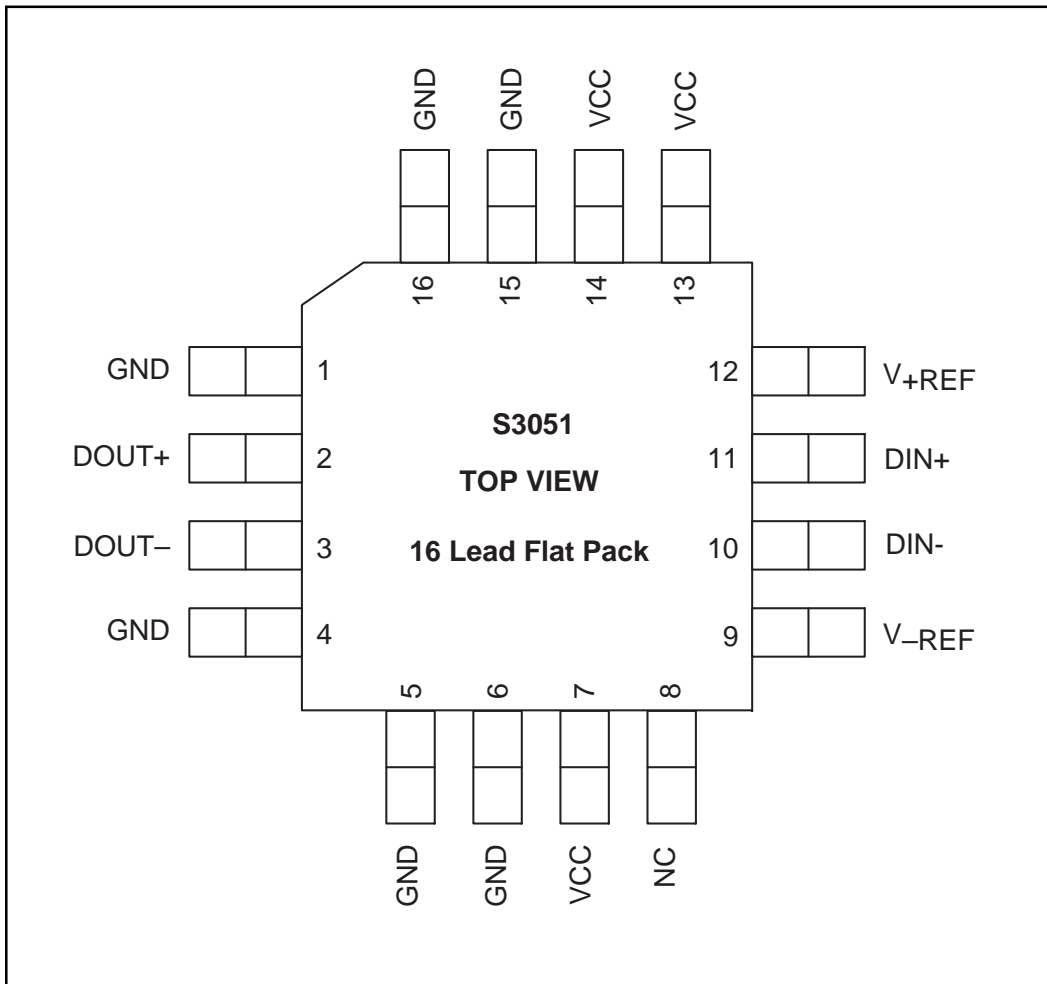 GND
GND
VCC
VCC
16
15
14
13
GND
1
12
V+REF
DOUT+
2
S3051
11
DIN+
TOP VIEW
DOUT–
3
16 Lead Flat Pack
10
DIN-
GND
4
9
V–REF
5
6
7
8
GND
GND
VCC
NC